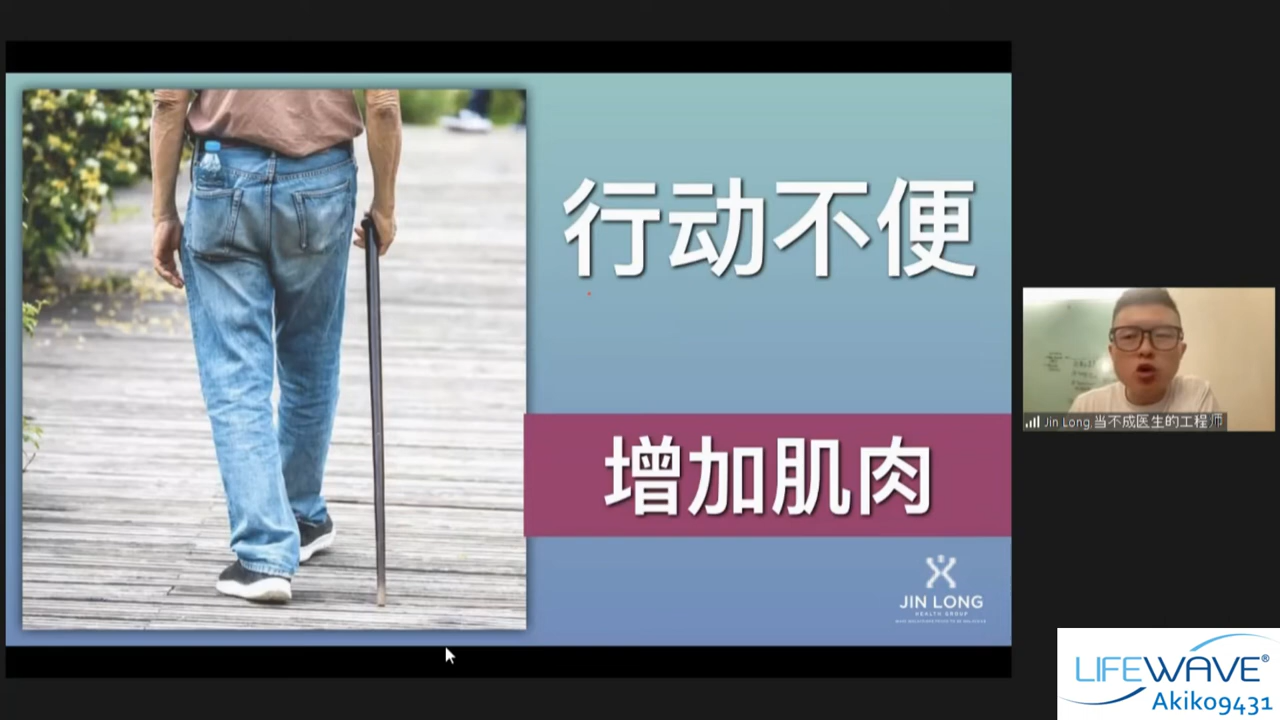 行动不便
增加肌肉
JIN LONG
HEALTH GROUP
Jin Long, 当不成医生的工程师
LIFEWAVE®
Akiko9431